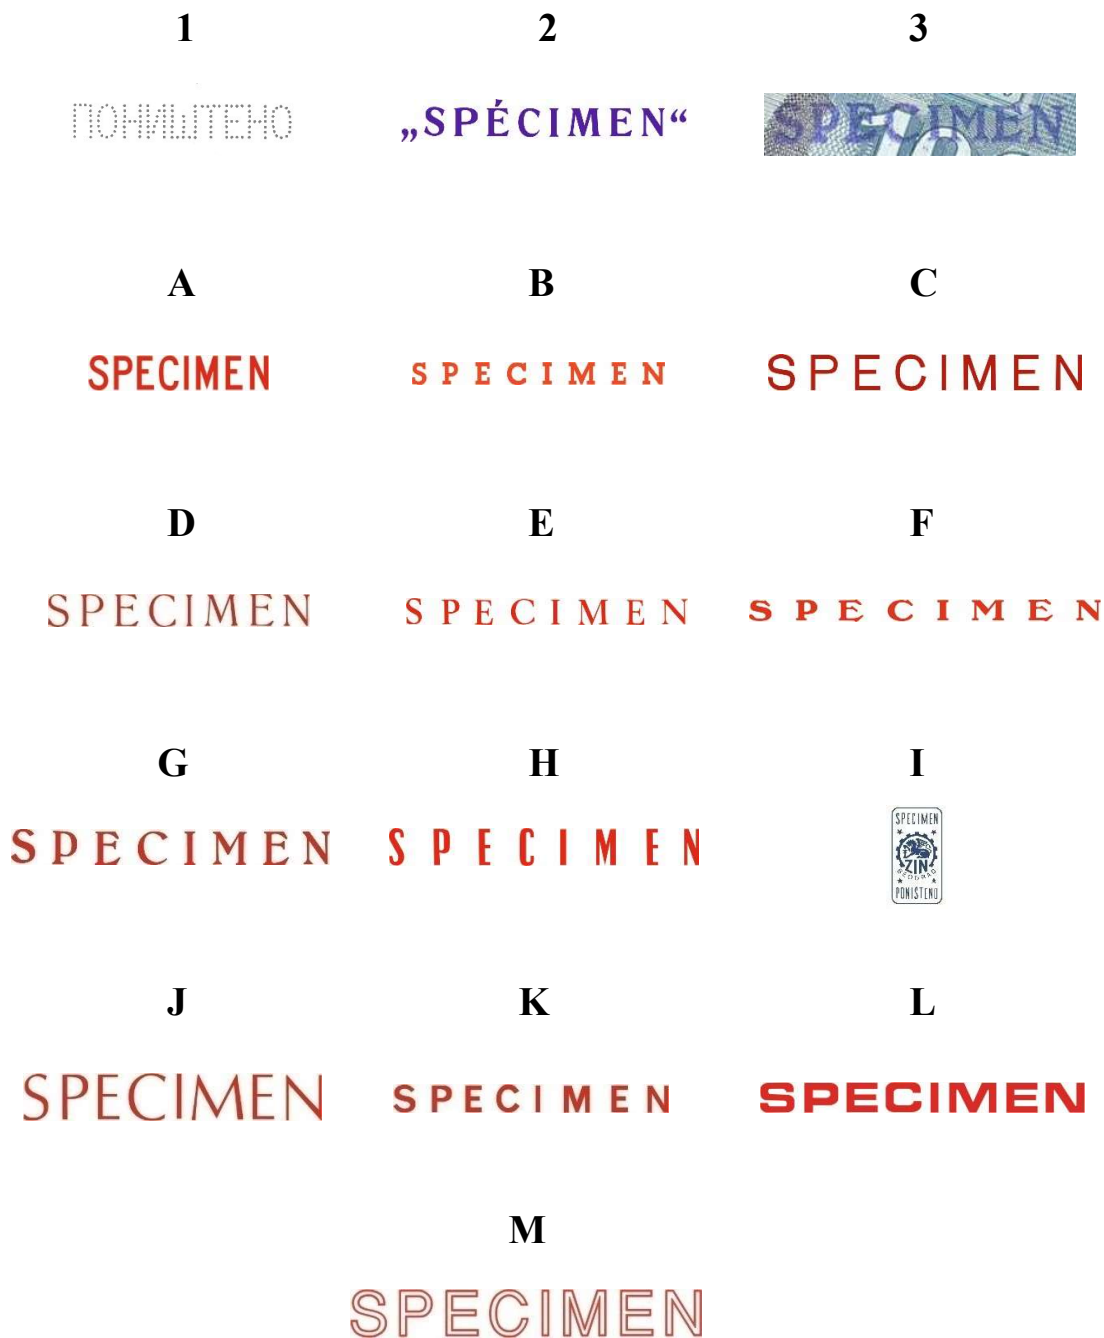 1 2 3
ПОНИШТЕНО „SPÉCIMEN“ SPECIMEN
A B C
SPECIMEN SPECIMEN SPECIMEN
D E F
SPECIMEN SPECIMEN SPECIMEN
G H I
SPECIMEN SPECIMEN SPECIMEN
ZIN
BEOGRAD
PONIŠTENO
J K L
SPECIMEN SPECIMEN SPECIMEN
M
SPECIMEN